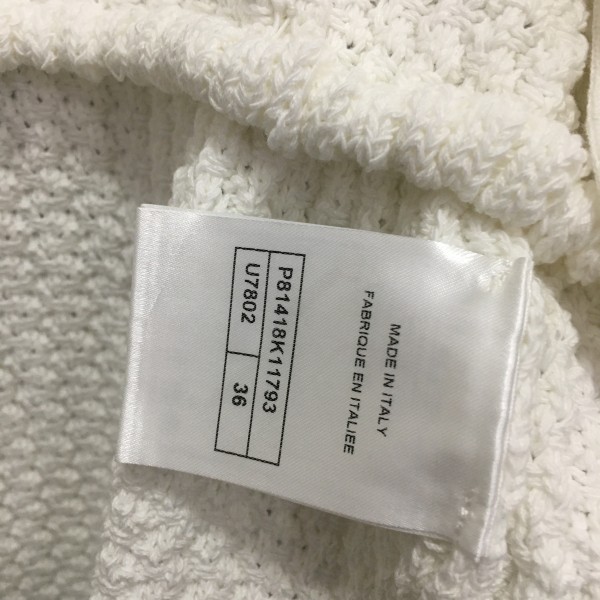 MADE IN ITALY
FABRIQUE EN ITALIEE
P81418K11793
U7802 36